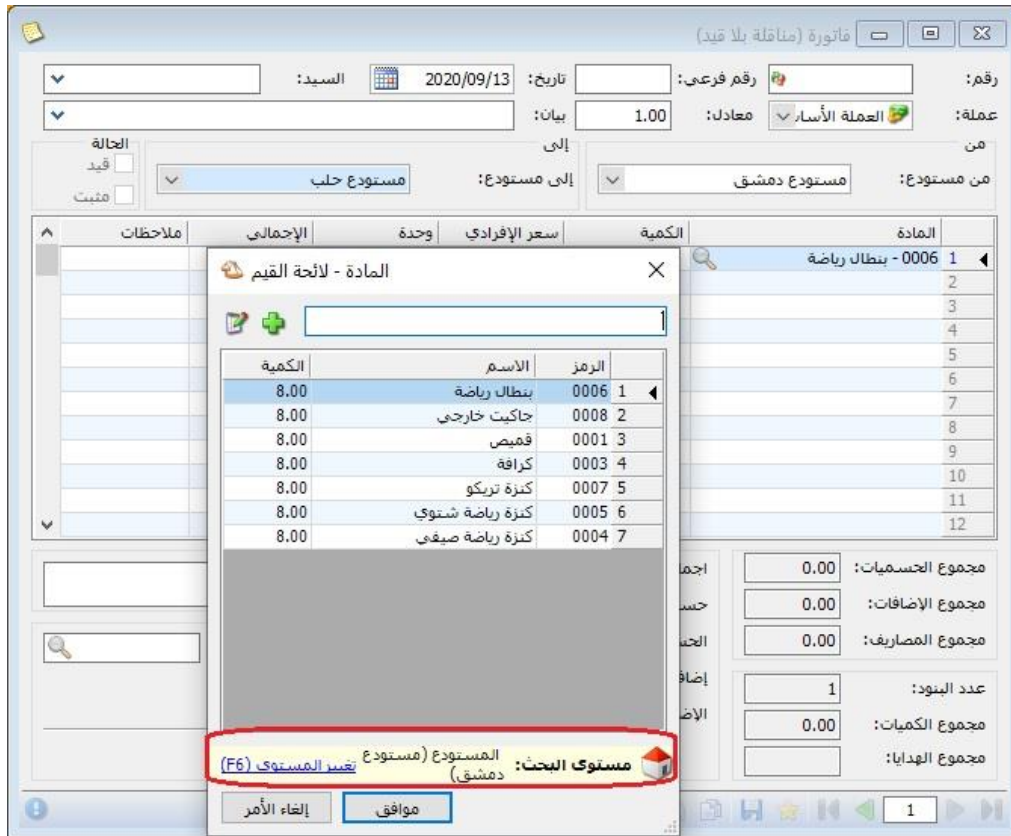 فاتورة (مناقلة بلا قيد)
رقم: رقم فرعي: تاريخ: 2020/09/13 السيد:
عملة: العملة الأساس معادل: 1.00 بيان:
من إلى الحالة
من مستودع: مستودع دمشق إلى مستودع: مستودع حلب قيد
مثبت
المادة الكمية سعر الإفرادي وحدة الإجمالي ملاحظات
1 0006 - بنطال رياضة
2
3
4
5
6
7
8
9
10
11
12
المادة - لائحة القيم
1
الرمز الاسم الكمية
1 0006 بنطال رياضة 8.00
2 0008 جاكيت خارجي 8.00
3 0001 قميص 8.00
4 0003 كرافة 8.00
5 0007 كنزة تريكو 8.00
6 0005 كنزة رياضة شتوي 8.00
7 0004 كنزة رياضة صيفي 8.00
مستوى البحث: المستودع (مستودع دمشق) تغيير المستوى (F6)
موافق إلغاء الأمر
مجموع الحسميات: 0.00
مجموع الإضافات: 0.00
مجموع المصاريف: 0.00
عدد البنود: 1
مجموع الكميات: 0.00
مجموع الهدايا:
1